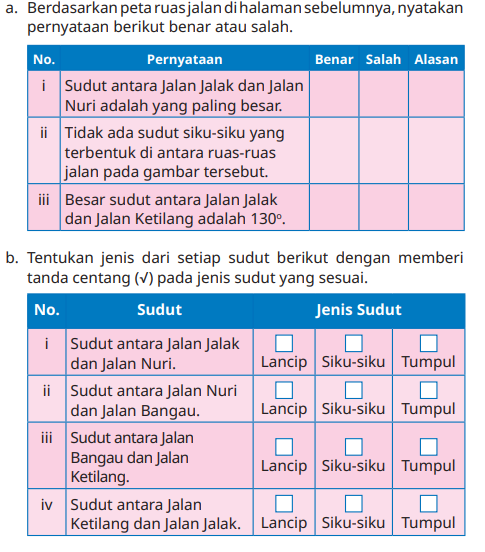 a. Berdasarkan peta ruas jalan di halaman sebelumnya, nyatakan
pernyataan berikut benar atau salah.
No. Pernyataan Benar Salah Alasan
i Sudut antara Jalan Jalak dan Jalan
Nuri adalah yang paling besar.
ii Tidak ada sudut siku-siku yang
terbentuk di antara ruas-ruas
jalan pada gambar tersebut.
iii Besar sudut antara Jalan Jalak
dan Jalan Ketilang adalah 130º.
b. Tentukan jenis dari setiap sudut berikut dengan memberi
tanda centang (√) pada jenis sudut yang sesuai.
No. Sudut Jenis Sudut
i Sudut antara Jalan Jalak
dan Jalan Nuri.
Lancip Siku-siku Tumpul
ii Sudut antara Jalan Nuri
dan Jalan Bangau.
Lancip Siku-siku Tumpul
iii Sudut antara Jalan
Bangau dan Jalan
Ketilang.
Lancip Siku-siku Tumpul
iv Sudut antara Jalan
Ketilang dan Jalan Jalak.
Lancip Siku-siku Tumpul